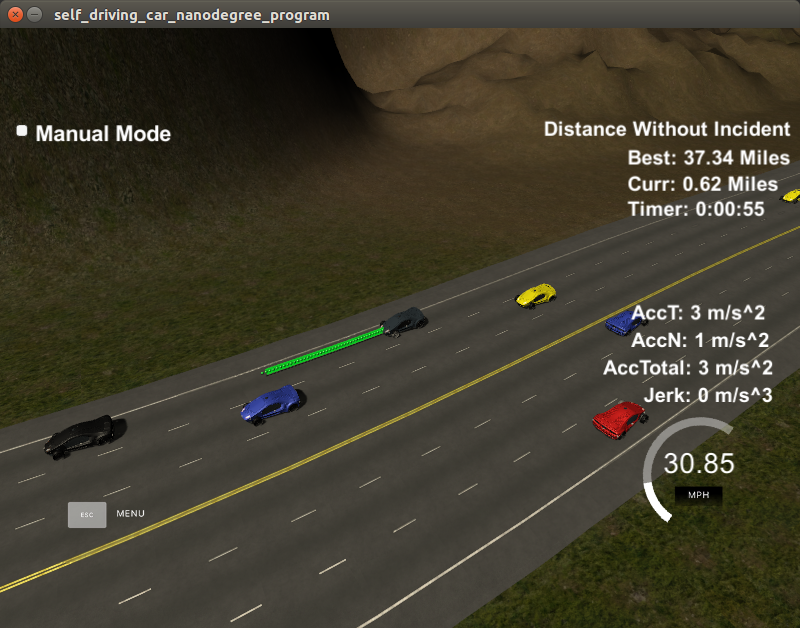 self_driving_car_nanodegree_program
Manual Mode
Distance Without Incident
Best: 37.34 Miles
Curr: 0.62 Miles
Timer: 0:00:55
AccT: 3 m/s^2
AccN: 1 m/s^2
AccTotal: 3 m/s^2
Jerk: 0 m/s^3
30.85
MPH
ESC
MENU